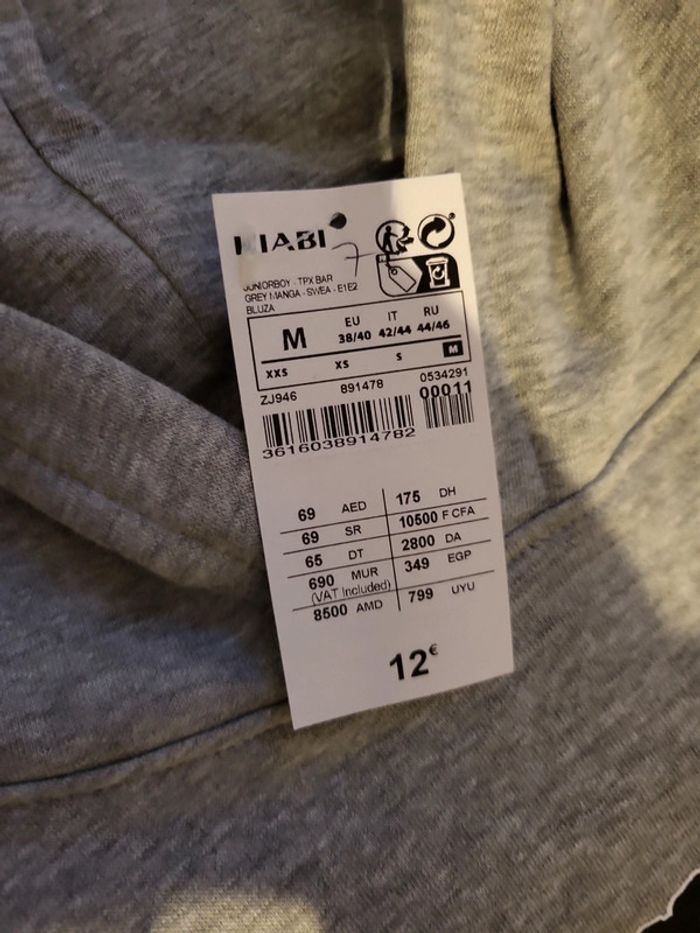 KIABI
7
JUNIORBOY - TPX BAR
GREY MANGA - SWEA - E1E2
BLUZA
M EU 38/40 IT 42/44 RU 44/46
XXS XS S M
ZJ946 891478 0534291
00011
3616038914782
69 AED 175 DH
69 SR 10500 F CFA
65 DT 2800 DA
690 MUR 349 EGP
(VAT Included)
8500 AMD 799 UYU
12€